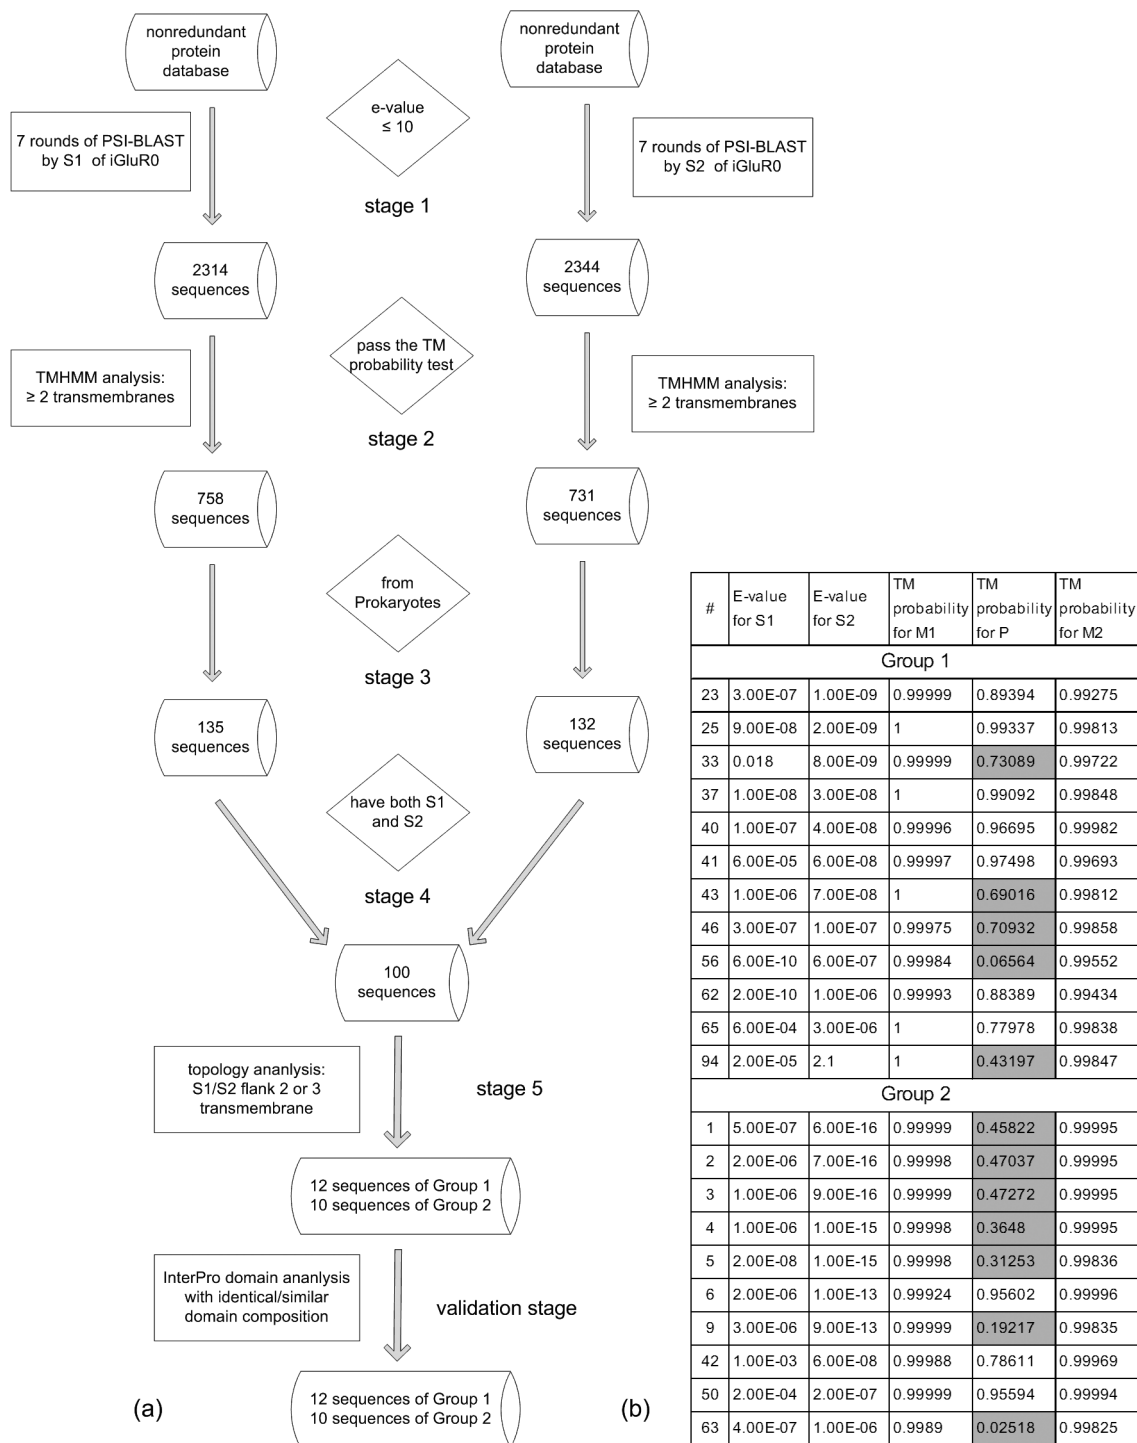 nonredundant
protein
database
nonredundant
protein
database
e-value
≤ 10
7 rounds of PSI-BLAST
by S1 of iGluR0
7 rounds of PSI-BLAST
by S2 of iGluR0
stage 1
2314
sequences
2344
sequences
pass the TM
probability test
TMHMM analysis:
≥ 2 transmembranes
TMHMM analysis:
≥ 2 transmembranes
stage 2
758
sequences
731
sequences
from
Prokaryotes
stage 3
135
sequences
132
sequences
have both S1
and S2
stage 4
100
sequences
topology ananlysis:
S1/S2 flank 2 or 3
transmembrane
stage 5
12 sequences of Group 1
10 sequences of Group 2
InterPro domain ananlysis
with identical/similar
domain composition
validation stage
12 sequences of Group 1
10 sequences of Group 2
(a)
(b)
# E-value for S1 E-value for S2 TM probability for M1 TM probability for P TM probability for M2
Group 1
23 3.00E-07 1.00E-09 0.99999 0.89394 0.99275
25 9.00E-08 2.00E-09 1 0.99337 0.99813
33 0.018 8.00E-09 0.99999 0.73089 0.99722
37 1.00E-08 3.00E-08 1 0.99092 0.99848
40 1.00E-07 4.00E-08 0.99996 0.96695 0.99982
41 6.00E-05 6.00E-08 0.99997 0.97498 0.99693
43 1.00E-06 7.00E-08 1 0.69016 0.99812
46 3.00E-07 1.00E-07 0.99975 0.70932 0.99858
56 6.00E-10 6.00E-07 0.99984 0.06564 0.99552
62 2.00E-10 1.00E-06 0.99993 0.88389 0.99434
65 6.00E-04 3.00E-06 1 0.77978 0.99838
94 2.00E-05 2.1 1 0.43197 0.99847
Group 2
1 5.00E-07 6.00E-16 0.99999 0.45822 0.99995
2 2.00E-06 7.00E-16 0.99998 0.47037 0.99995
3 1.00E-06 9.00E-16 0.99999 0.47272 0.99995
4 1.00E-06 1.00E-15 0.99998 0.3648 0.99995
5 2.00E-08 1.00E-15 0.99998 0.31253 0.99836
6 2.00E-06 1.00E-13 0.99924 0.95602 0.99996
9 3.00E-06 9.00E-13 0.99999 0.19217 0.99835
42 1.00E-03 6.00E-08 0.99988 0.78611 0.99969
50 2.00E-04 2.00E-07 0.99999 0.95594 0.99994
63 4.00E-07 1.00E-06 0.9989 0.02518 0.99825